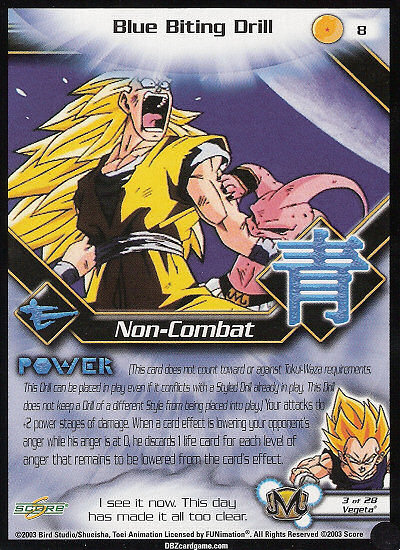 Blue Biting Drill
8
青
Non-Combat
POWER (This card does not count toward or against Toku-Waza requirements.
This Drill can be placed in play even if it conflicts with a Styled Drill already in play. This Drill
does not keep a Drill of a different Style from being placed into play.) Your attacks do
+2 power stages of damage. When a card effect is lowering your opponent's
anger while his anger is at 0, he discards 1 life card for each level of
anger that remains to be lowered from the card's effect.
SCORE
I see it now. This day
has made it all too clear.
M
3 of 28
Vegeta
©2003 Bird Studio/Shueisha, Toei Animation Licensed by FUNimation®. All Rights Reserved ©2003 Score
DBZcardgame.com